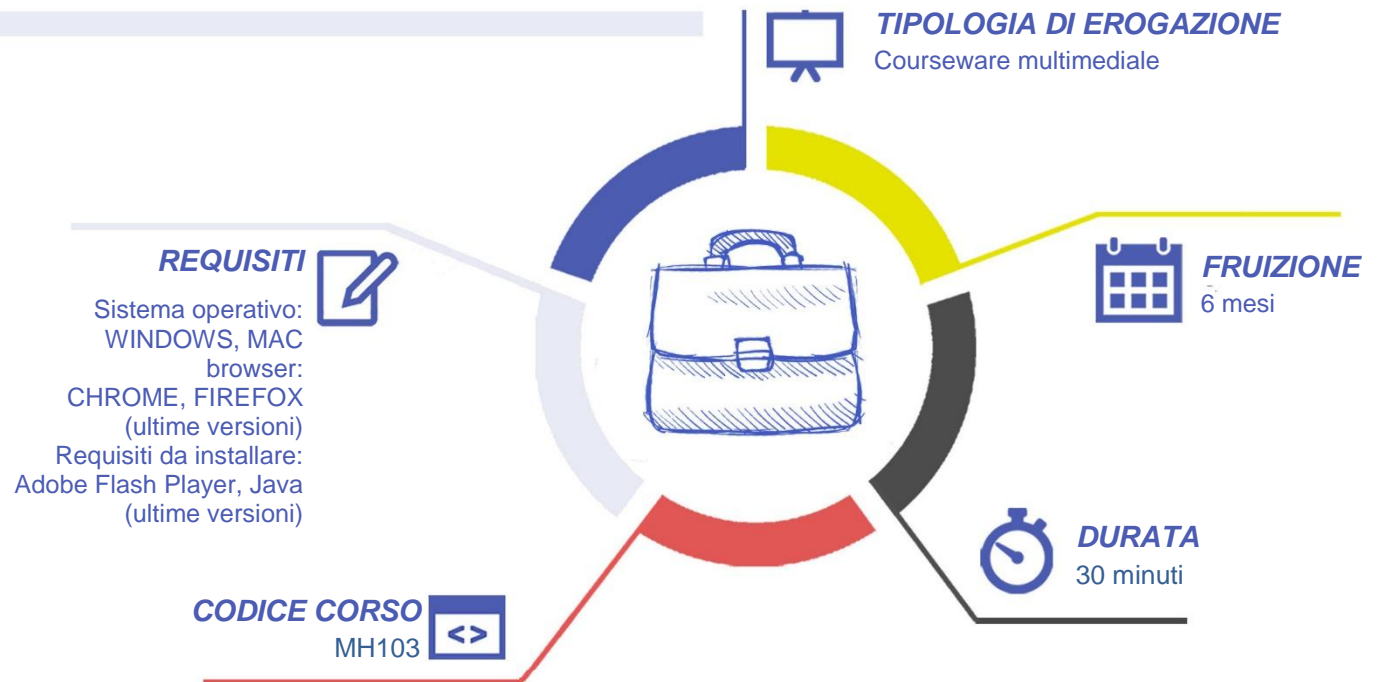 TIPOLOGIA DI EROGAZIONE
Courseware multimediale
REQUISITI
Sistema operativo:
WINDOWS, MAC
browser:
CHROME, FIREFOX
(ultime versioni)
Requisiti da installare:
Adobe Flash Player, Java
(ultime versioni)
FRUIZIONE
6 mesi
DURATA
30 minuti
CODICE CORSO
MH103
<>